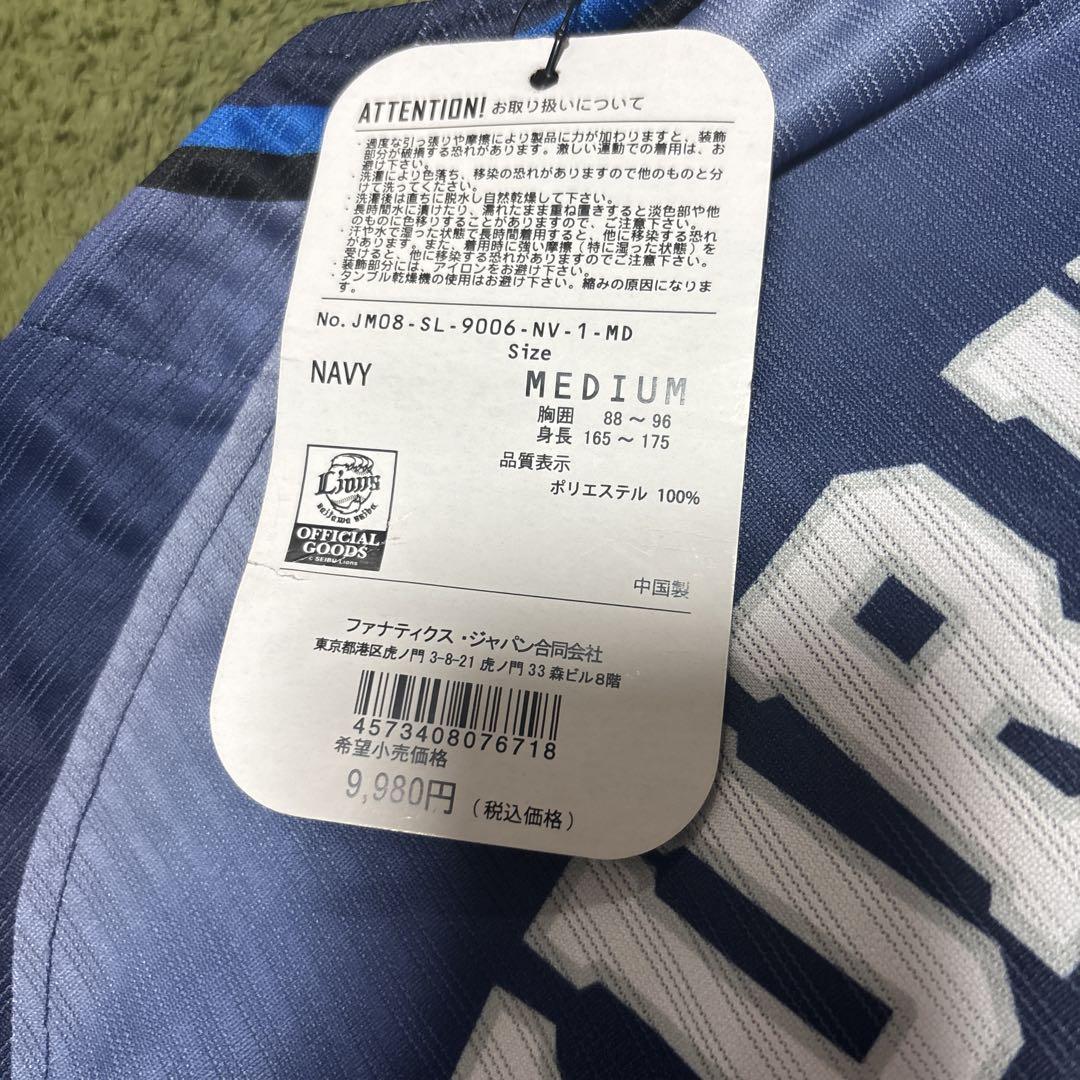 ATTENTION! お取り扱いについて
・過度な引っ張りや摩擦により製品に力が加わりますと、装飾
部分が破損する恐れがあります。激しい運動での着用は、お
避け下さい。
・洗濯により色落ち、移染の恐れがありますので他のものと分
けて洗ってください。
・洗濯後は直ちに脱水し自然乾燥して下さい。
・長時間水に漬けたり、濡れたまま重ね置きすると淡色部や他
のものに色移りすることがありますので、ご注意下さい。
・汗や水で湿った状態で長時間着用すると、他に移染する恐れ
があります。また、着用時に強い摩擦（特に湿った状態）を
受けると、他に移染する恐れがありますのでご注意下さい。
・装飾部分には、アイロンをお避け下さい。
・タンブル乾燥機の使用はお避け下さい。縮みの原因になりま
す。
No. JM08-SL-9006-NV-1-MD
Size
NAVY MEDIUM
胸囲 88～96
身長 165～175
品質表示
ポリエステル 100%
Lions
saitama seibu
OFFICIAL
GOODS
© SEIBU Lions
中国製
ファナティクス・ジャパン合同会社
東京都港区虎ノ門 3-8-21 虎ノ門 33 森ビル８階
4573408076718
希望小売価格
9,980円 （税込価格）